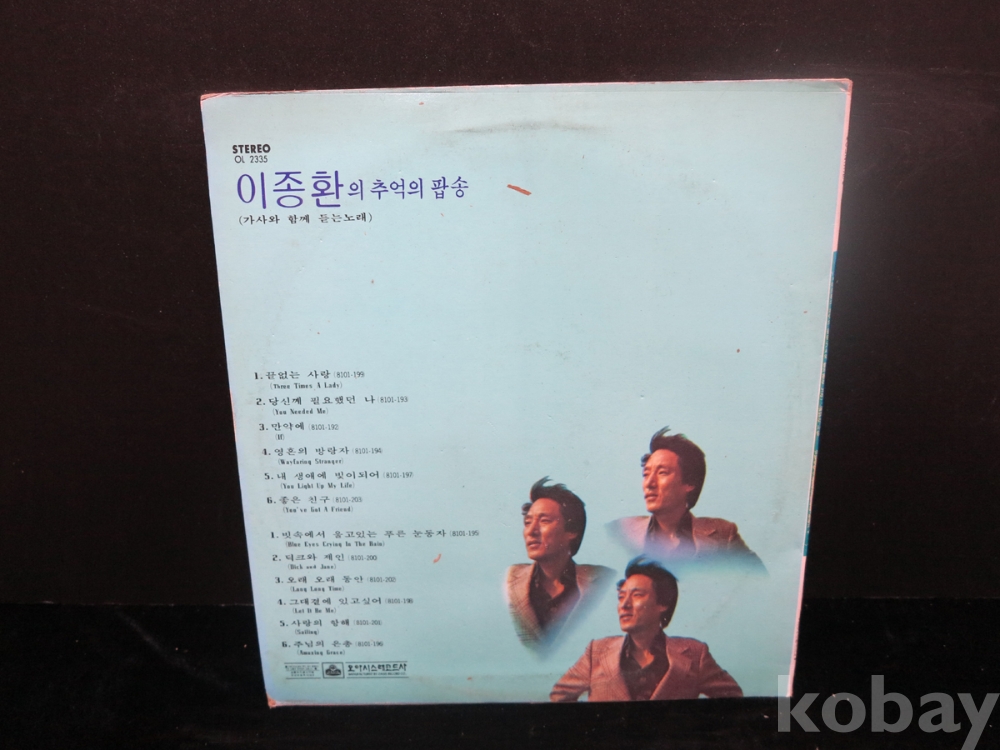 STEREO
OL 2335
이종환의 추억의 팝송
(가사와 함께 듣는노래)
1. 끝없는 사랑 (8101-199)
(Three Times A Lady)
2. 당신께 필요했던 나 8101-193)
(You Needed Me)
3. 만약에 (8101-192)
(If)
4. 영혼의 방랑자 (8101-194)
(Wayfaring Stranger)
5. 내 생애에 빛이되어 (8101-197)
(You Light Up My Life)
6. 좋은 친구 (8101-203)
(You've Got A Friend)
1. 빗속에서 울고있는 푸른 눈동자 (8101-195)
(Blue Eyes Crying In The Rain)
2. 딕크와 제인 (8101-200)
(Dick and Jane)
3. 오래 오래 동안 (8101-202)
(Long Long Time)
4. 그대곁에 있고싶어 (8101-198)
(Let It Be Me)
5. 사랑의 항해 (8101-201)
(Sailing)
6. 주님의 은총 (8101-196)
(Amazing Grace)
오아시스레코드사
kobay